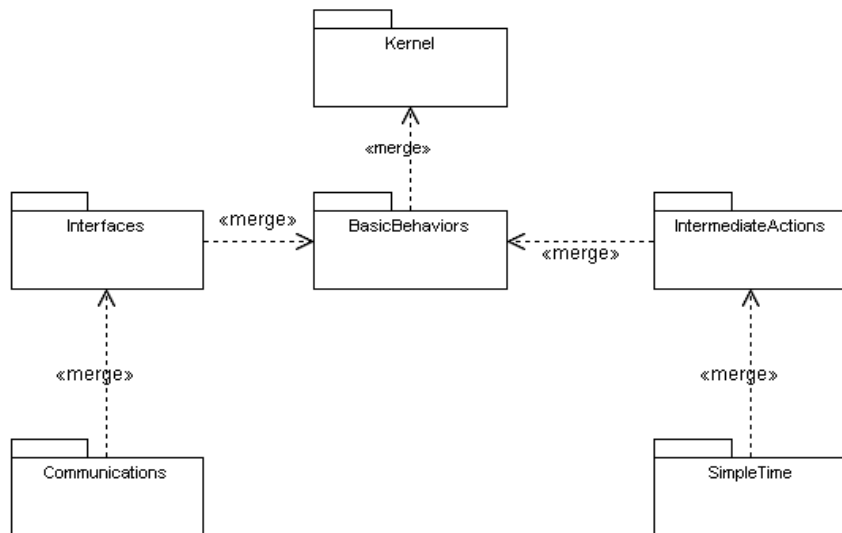 Kernel
«merge»
Interfaces
«merge»
BasicBehaviors
IntermediateActions
«merge»
«merge»
«merge»
Communications
SimpleTime